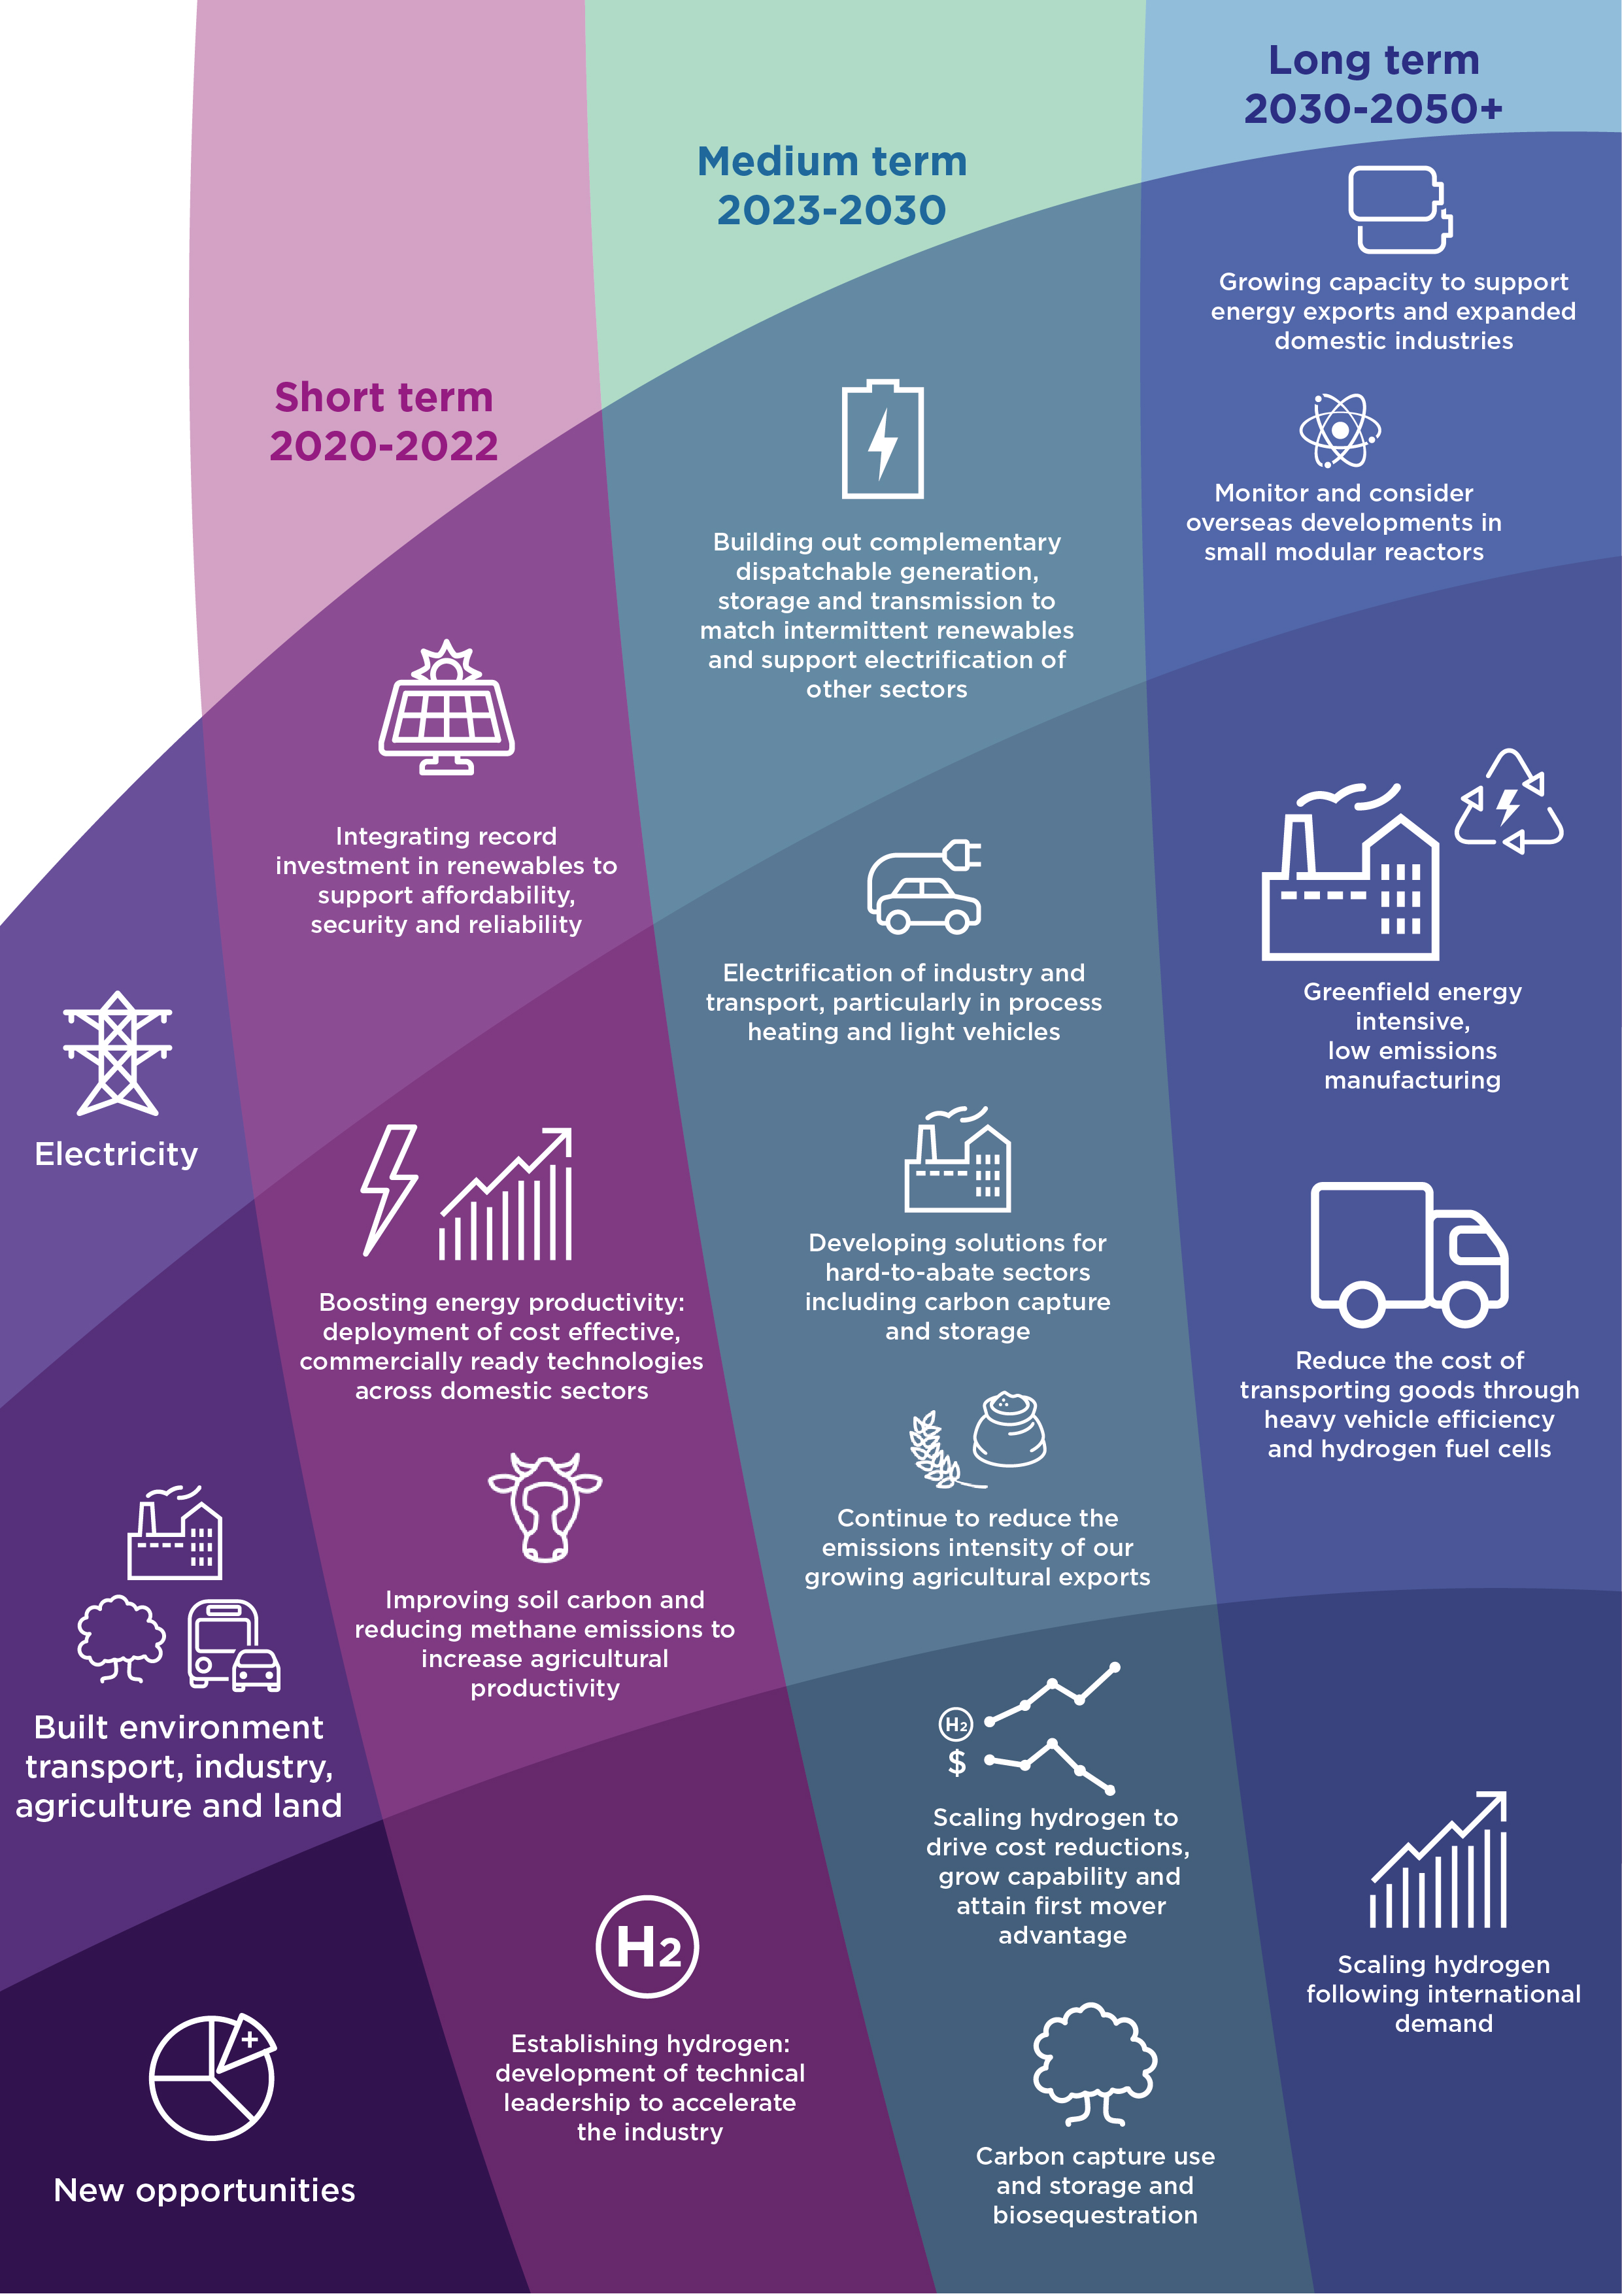 Long term
2030-2050+
Medium term
2023-2030
Short term
2020-2022
Electricity
Integrating record
investment in renewables to
support affordability,
security and reliability
Building out complementary
dispatchable generation,
storage and transmission to
match intermittent renewables
and support electrification of
other sectors
Growing capacity to support
energy exports and expanded
domestic industries
Monitor and consider
overseas developments in
small modular reactors
Built environment
transport, industry,
agriculture and land
Boosting energy productivity:
deployment of cost effective,
commercially ready technologies
across domestic sectors
Improving soil carbon and
reducing methane emissions to
increase agricultural
productivity
Electrification of industry and
transport, particularly in process
heating and light vehicles
Developing solutions for
hard-to-abate sectors
including carbon capture
and storage
Continue to reduce the
emissions intensity of our
growing agricultural exports
Greenfield energy
intensive,
low emissions
manufacturing
Reduce the cost of
transporting goods through
heavy vehicle efficiency
and hydrogen fuel cells
New opportunities
H2
Establishing hydrogen:
development of technical
leadership to accelerate
the industry
H2
$
Scaling hydrogen to
drive cost reductions,
grow capability and
attain first mover
advantage
Carbon capture use
and storage and
biosequestration
Scaling hydrogen
following international
demand